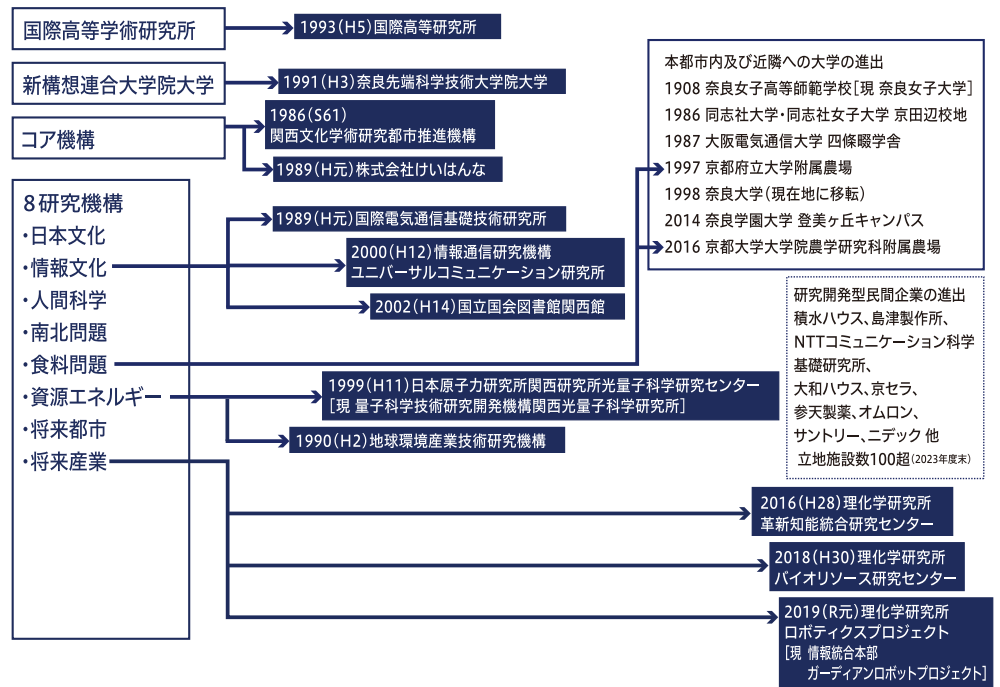 国際高等学術研究所
1993(H5)国際高等研究所
新構想連合大学院大学
1991(H3)奈良先端科学技術大学院大学
コア機構
1986(S61)
関西文化学術研究都市推進機構
1989(H元)株式会社けいはんな
8研究機構
・日本文化
・情報文化
・人間科学
・南北問題
・食料問題
・資源エネルギー
・将来都市
・将来産業
1989(H元)国際電気通信基礎技術研究所
2000(H12)情報通信研究機構
ユニバーサルコミュニケーション研究所
2002(H14)国立国会図書館関西館
1999(H11)日本原子力研究所関西研究所光量子科学研究センター
[現 量子科学技術研究開発機構関西光量子科学研究所]
1990(H2)地球環境産業技術研究機構
2016(H28)理化学研究所
革新知能統合研究センター
2018(H30)理化学研究所
バイオリソース研究センター
2019(R元)理化学研究所
ロボティクスプロジェクト
[現 情報統合本部
ガーディアンロボットプロジェクト]
本都市内及び近隣への大学の進出
1908 奈良女子高等師範学校[現 奈良女子大学]
1986 同志社大学・同志社女子大学 京田辺校地
1987 大阪電気通信大学 四條畷学舎
1997 京都府立大学附属農場
1998 奈良大学(現在地に移転)
2014 奈良学園大学 登美ヶ丘キャンパス
2016 京都大学大学院農学研究科附属農場
研究開発型民間企業の進出
積水ハウス、島津製作所、
NTTコミュニケーション科学
基礎研究所、
大和ハウス、京セラ、
参天製薬、オムロン、
サントリー、ニデック 他
立地施設数100超(2023年度末)